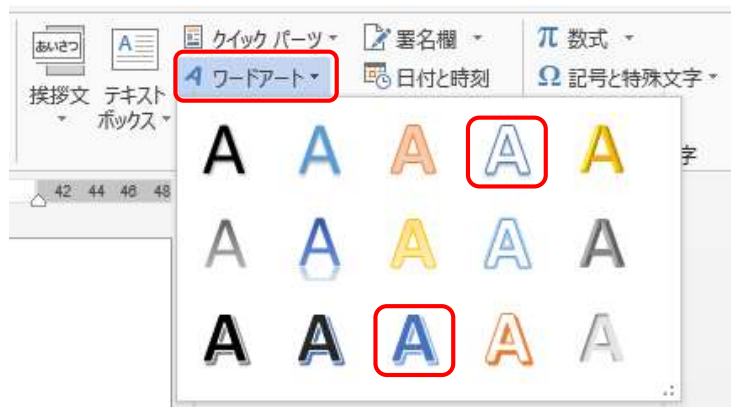 あいさつ
挨拶文
A
テキスト
ボックス
クイック パーツ
A ワードアート
署名欄
日付と時刻
π 数式
Ω 記号と特殊文字
字
42 44 46 48
A A A A A
A A A A A
A A A A A